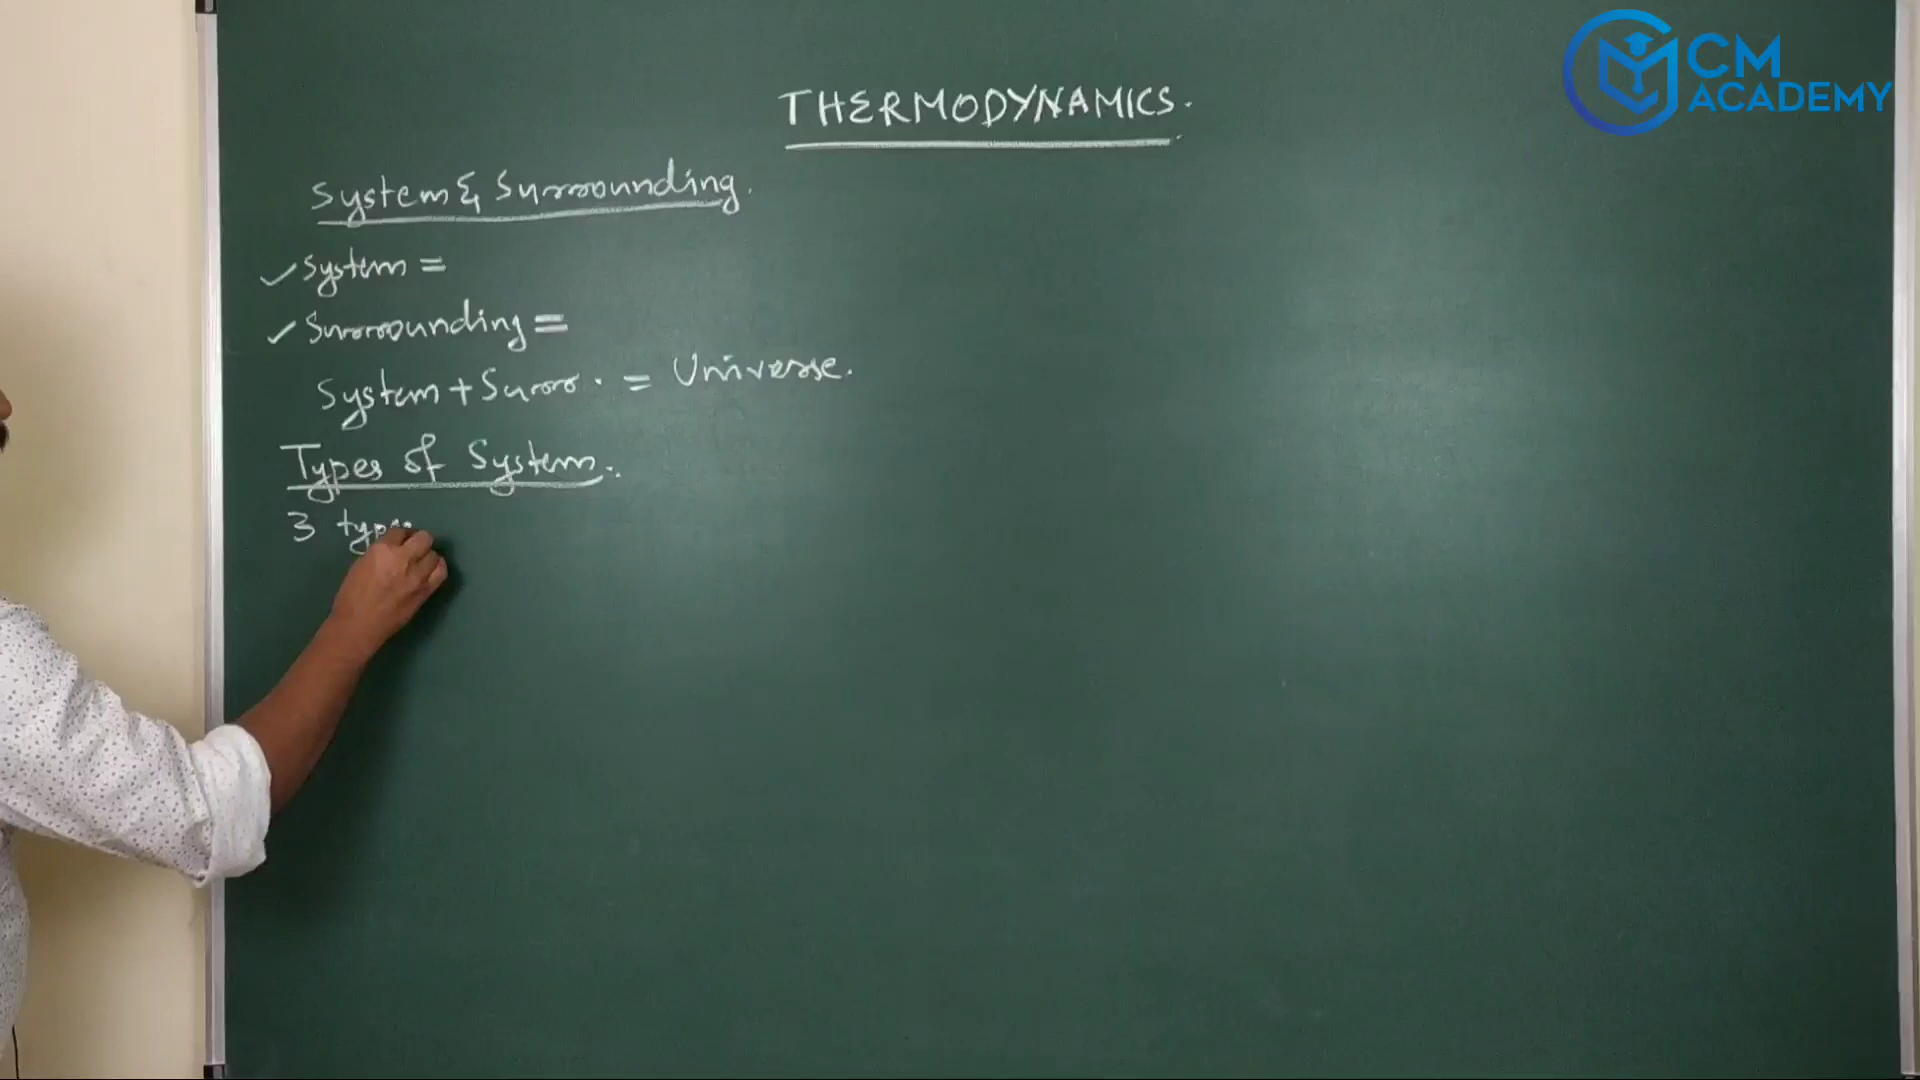 CM
ACADEMY
THERMODYNAMICS.
System & Surrounding.
✓ System =
✓ Surrounding =
System + Surr. = Universe.
Types of System.
3 types